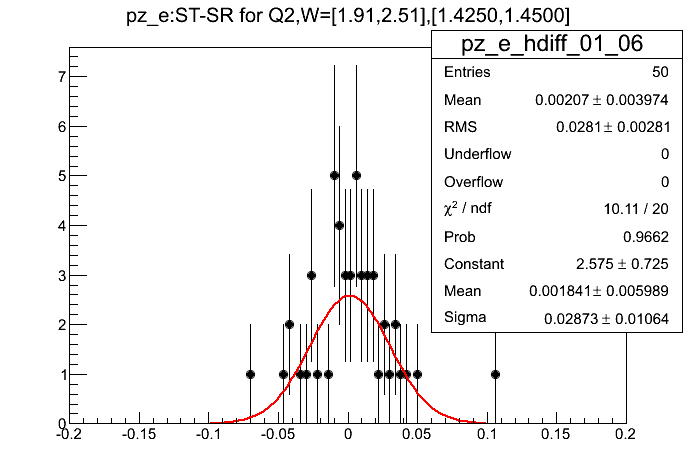 pz_e:ST-SR for Q2,W=[1.91,2.51],[1.4250,1.4500]
pz_e_hdiff_01_06
Entries 50
Mean 0.00207 ± 0.003974
RMS 0.0281 ± 0.00281
Underflow 0
Overflow 0
χ² / ndf 10.11 / 20
Prob 0.9662
Constant 2.575 ± 0.725
Mean 0.001841 ± 0.005989
Sigma 0.02873 ± 0.01064
7
6
5
4
3
2
1
0
-0.2 -0.15 -0.1 -0.05 0 0.05 0.1 0.15 0.2